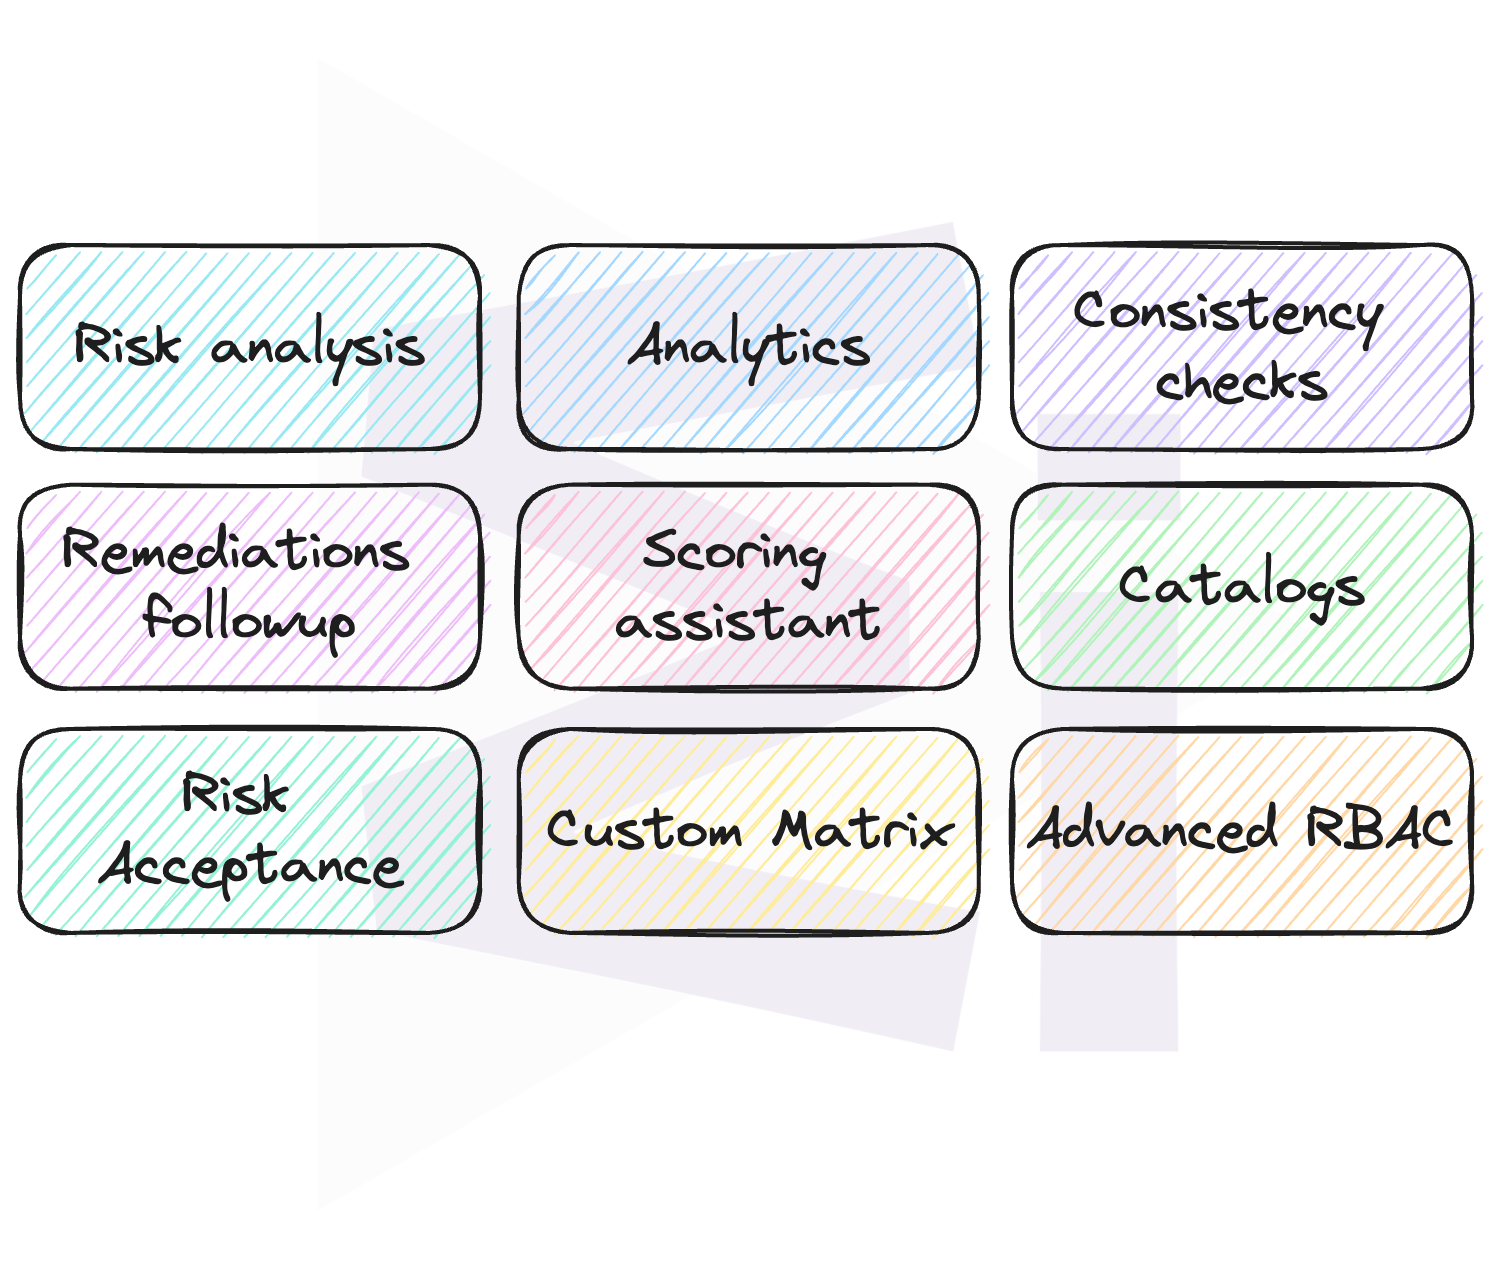 Risk analysis
Analytics
Consistency
checks
Remediations
followup
Scoring
assistant
Catalogs
Risk
Acceptance
Custom Matrix
Advanced RBAC